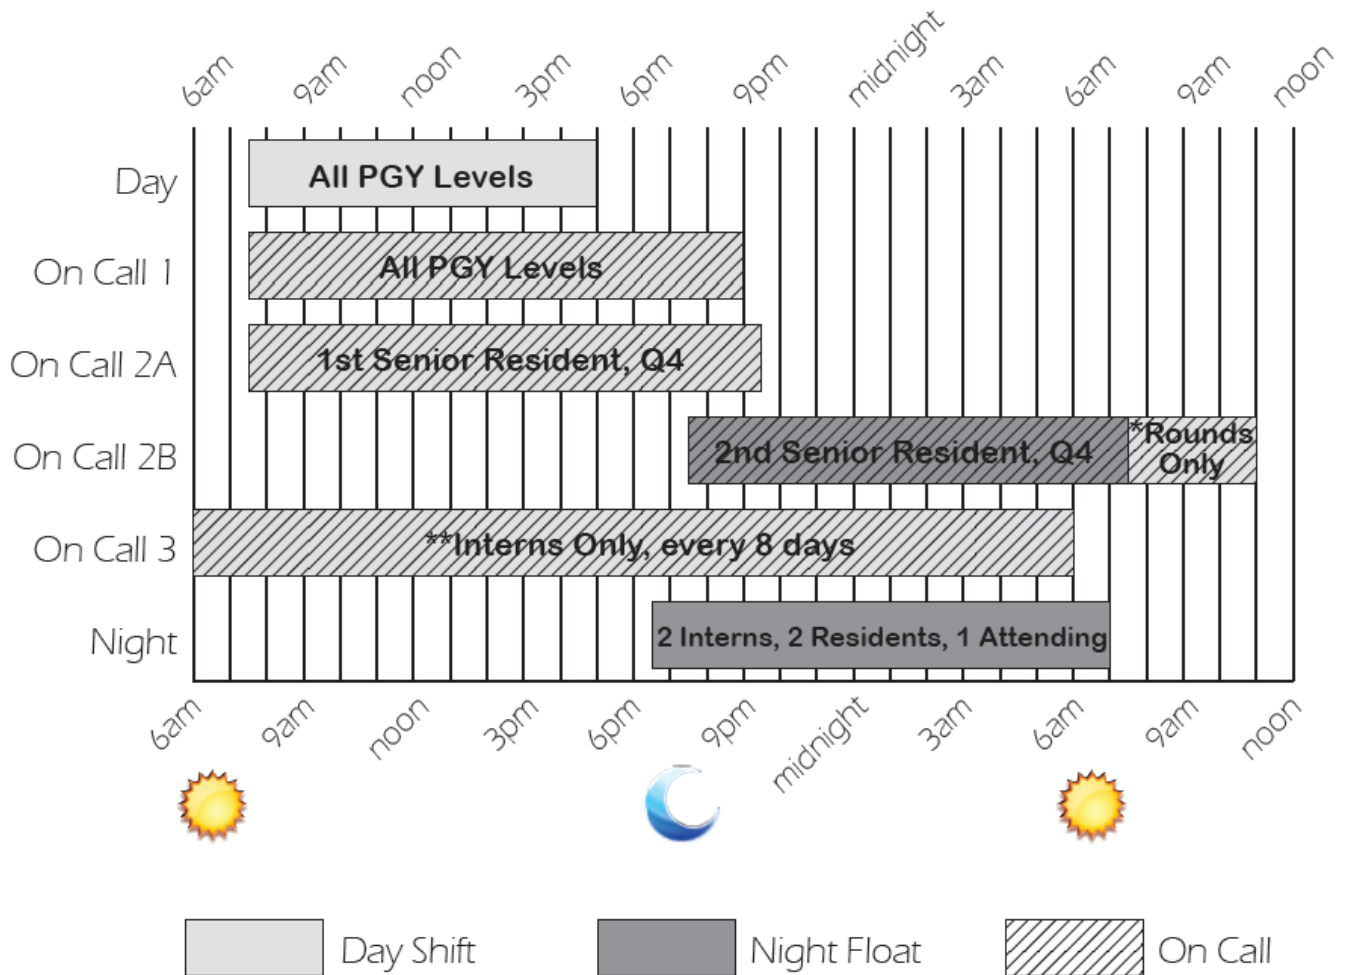 6am 9am noon 3pm 6pm 9pm midnight 3am 6am 9am noon
Day
All PGY Levels
On Call 1
All PGY Levels
On Call 2A
1st Senior Resident, Q4
On Call 2B
2nd Senior Resident, Q4
*Rounds
Only
On Call 3
**Interns Only, every 8 days
Night
2 Interns, 2 Residents, 1 Attending
6am 9am noon 3pm 6pm 9pm midnight 3am 6am 9am noon
Day Shift
Night Float
On Call